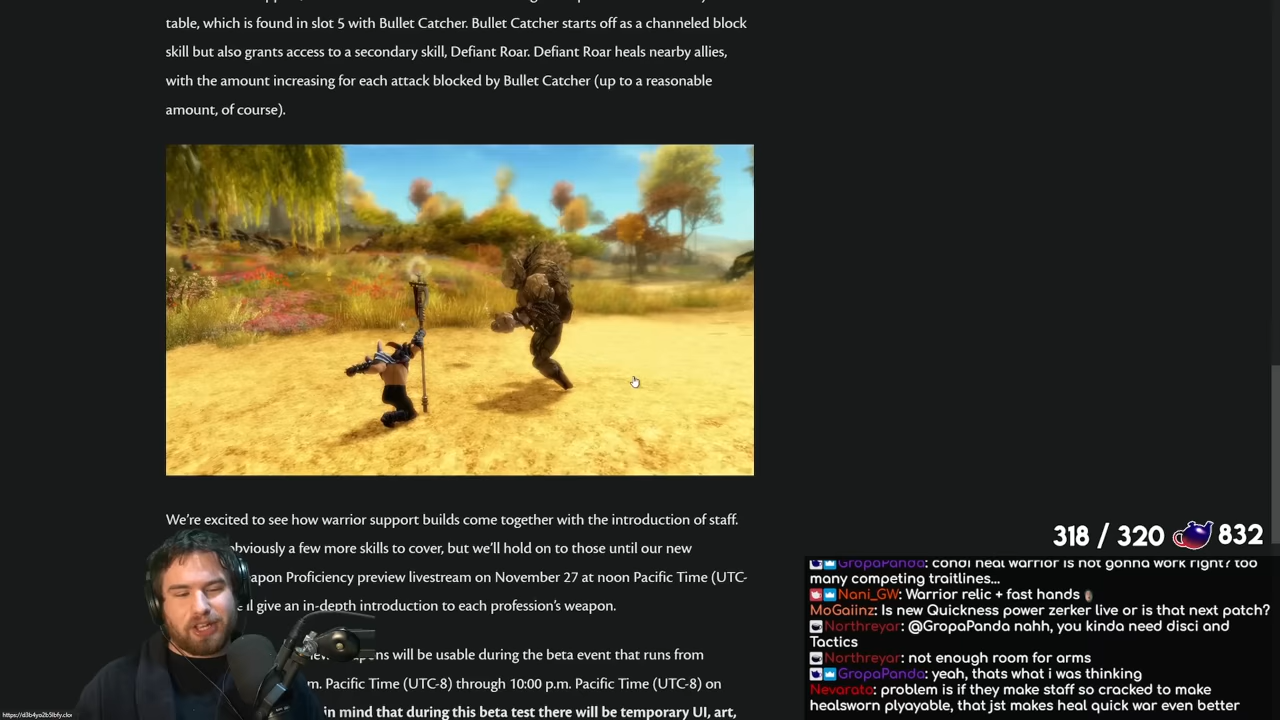 table, which is found in slot 5 with Bullet Catcher. Bullet Catcher starts off as a channeled block
skill but also grants access to a secondary skill, Defiant Roar. Defiant Roar heals nearby allies,
with the amount increasing for each attack blocked by Bullet Catcher (up to a reasonable
amount, of course).
We're excited to see how warrior support builds come together with the introduction of staff.
obviously a few more skills to cover, but we'll hold on to those until our new
apon Proficiency preview livestream on November 27 at noon Pacific Time (UTC-
ll give an in-depth introduction to each profession's weapon.
will be usable during the beta event that runs from
m. Pacific Time (UTC-8) through 10:00 p.m. Pacific Time (UTC-8) on
in mind that during this beta test there will be temporary UI, art,
318 / 320 832
GropaPanda: condi heal warrior is not gonna work right? too
many competing traitlines...
Nani_GW: Warrior relic + fast hands
MoGaiinz: Is new Quickness power zerker live or is that next patch?
Northreyar: @GropaPanda nahh, you kinda need disci and
Tactics
Northreyar: not enough room for arms
GropaPanda: yeah, thats what i was thinking
Nevarato: problem is if they make staff so cracked to make
healsworn plyayable, that jst makes heal quick war even better